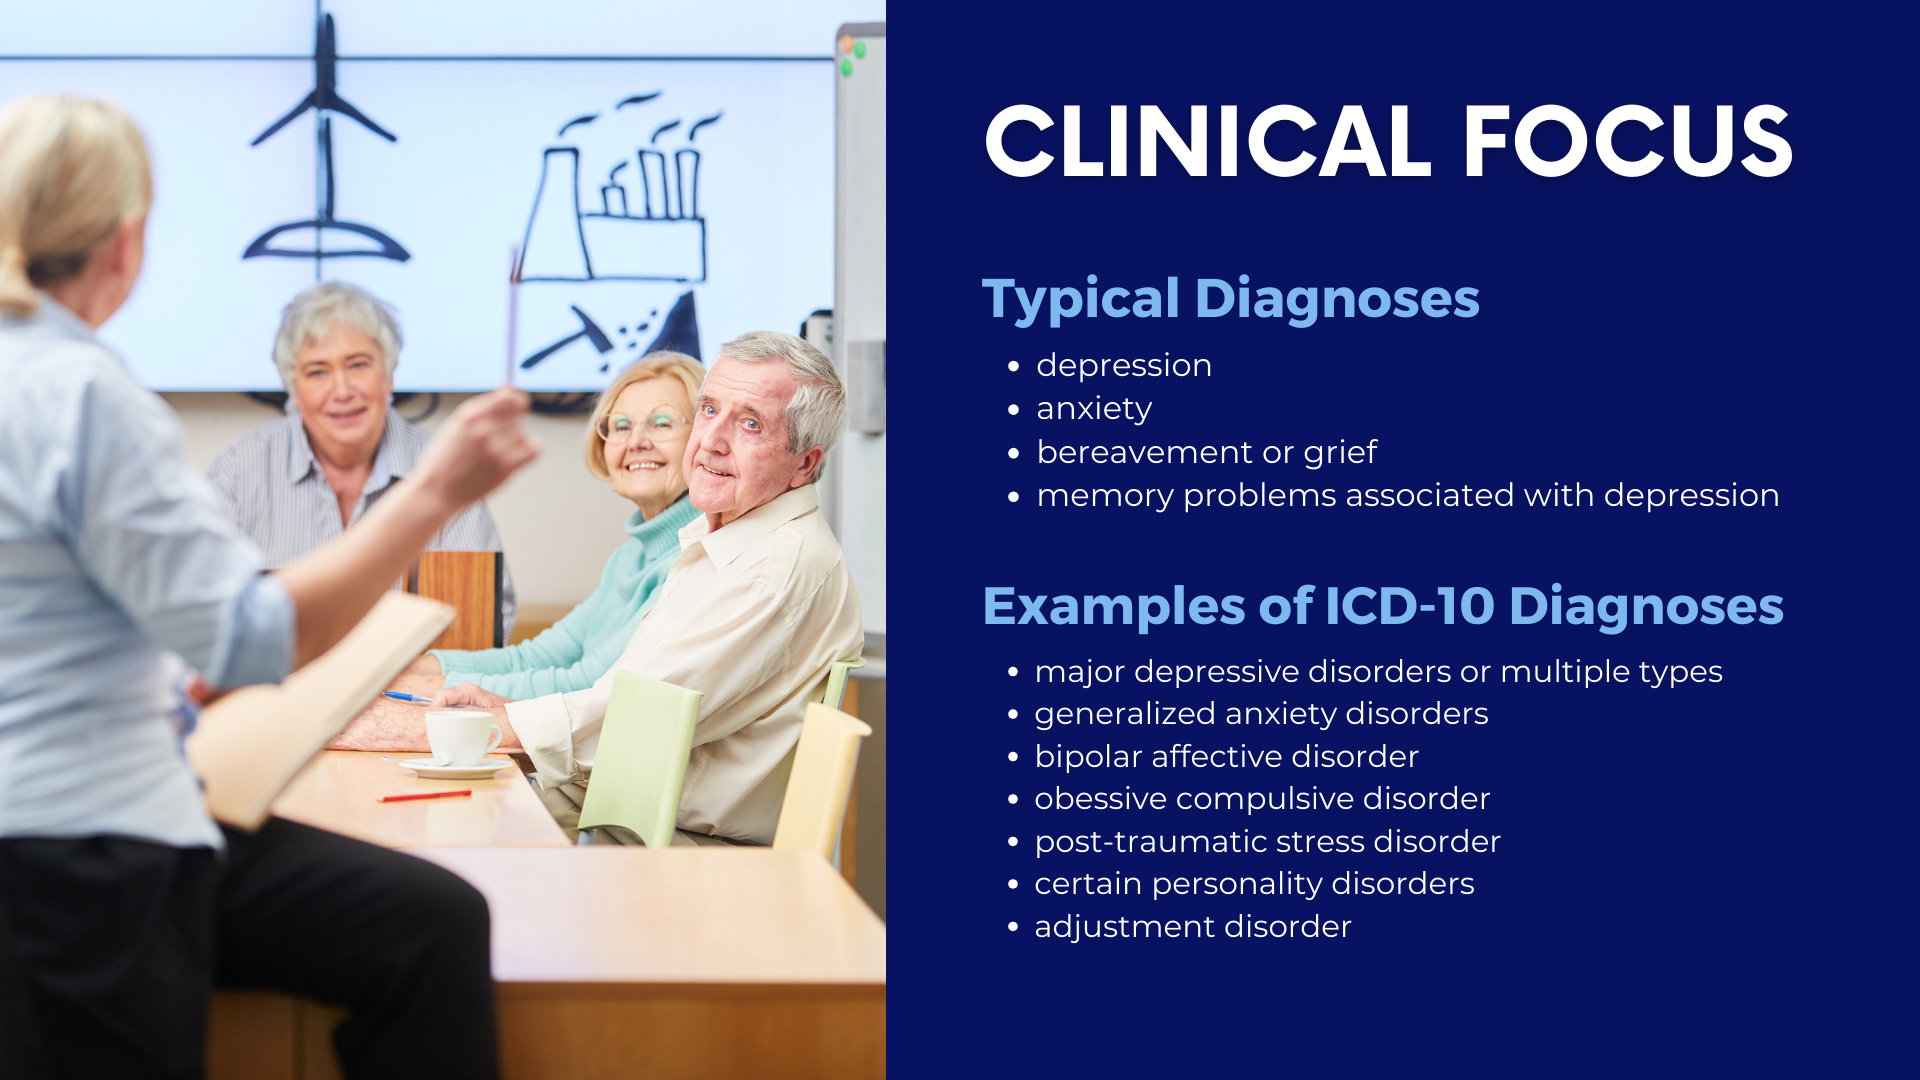 CLINICAL FOCUS
Typical Diagnoses
• depression
• anxiety
• bereavement or grief
• memory problems associated with depression
Examples of ICD-10 Diagnoses
• major depressive disorders or multiple types
• generalized anxiety disorders
• bipolar affective disorder
• obessive compulsive disorder
• post-traumatic stress disorder
• certain personality disorders
• adjustment disorder